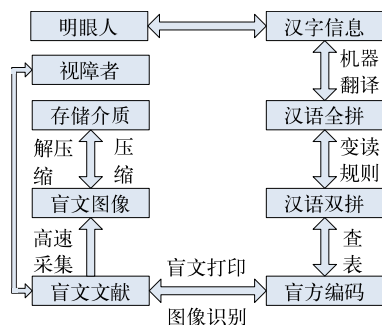 明眼人
汉字信息
视障者
机器
翻译
存储介质
汉语全拼
解压
缩
压
缩
变读
规则
盲文图像
汉语双拼
高速
采集
盲文打印
查
表
盲文文献
盲方编码
图像识别